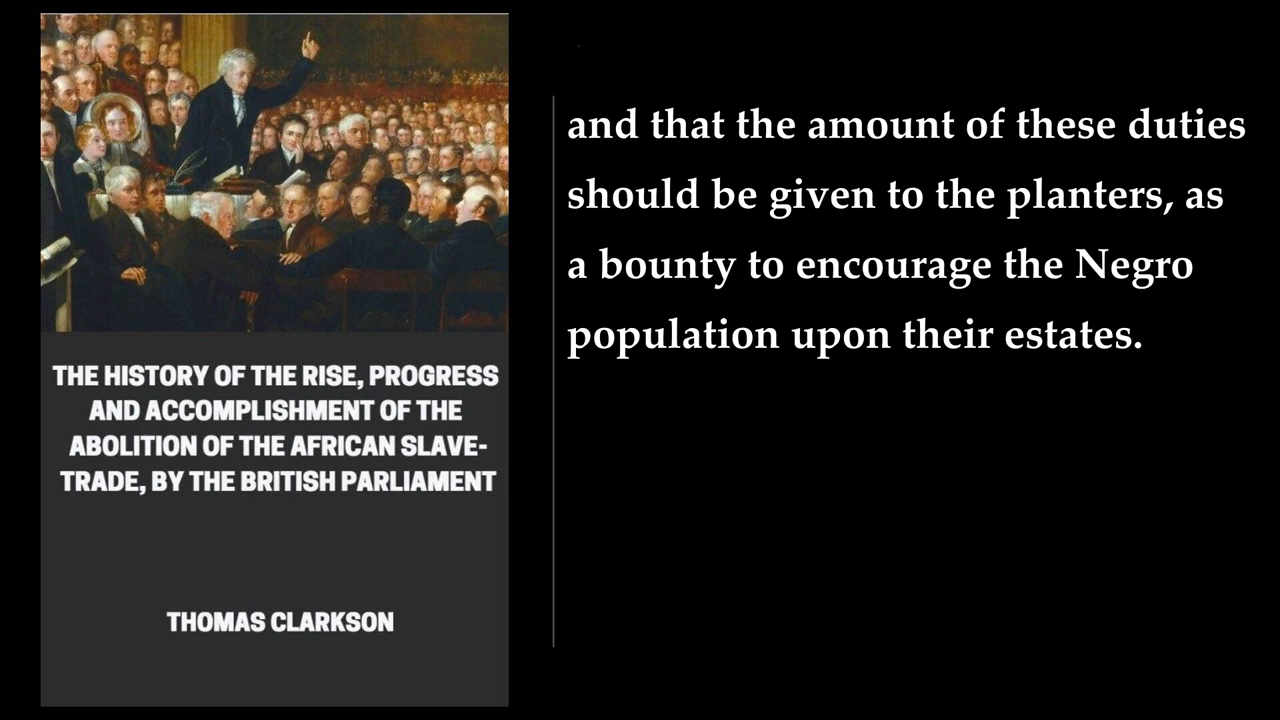 THE HISTORY OF THE RISE, PROGRESS
AND ACCOMPLISHMENT OF THE
ABOLITION OF THE AFRICAN SLAVE-
TRADE, BY THE BRITISH PARLIAMENT
THOMAS CLARKSON
and that the amount of these duties
should be given to the planters, as
a bounty to encourage the Negro
population upon their estates.